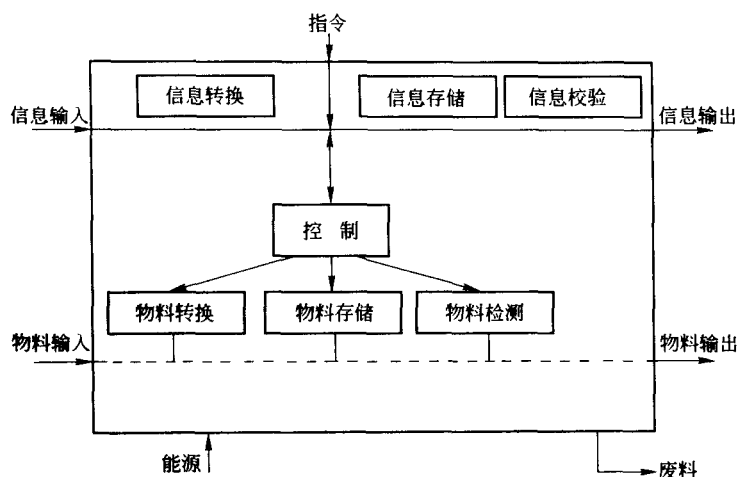 指令
信息转换
信息存储
信息校验
信息输入
信息输出
控 制
物料转换
物料存储
物料检测
物料输入
物料输出
能源
废料